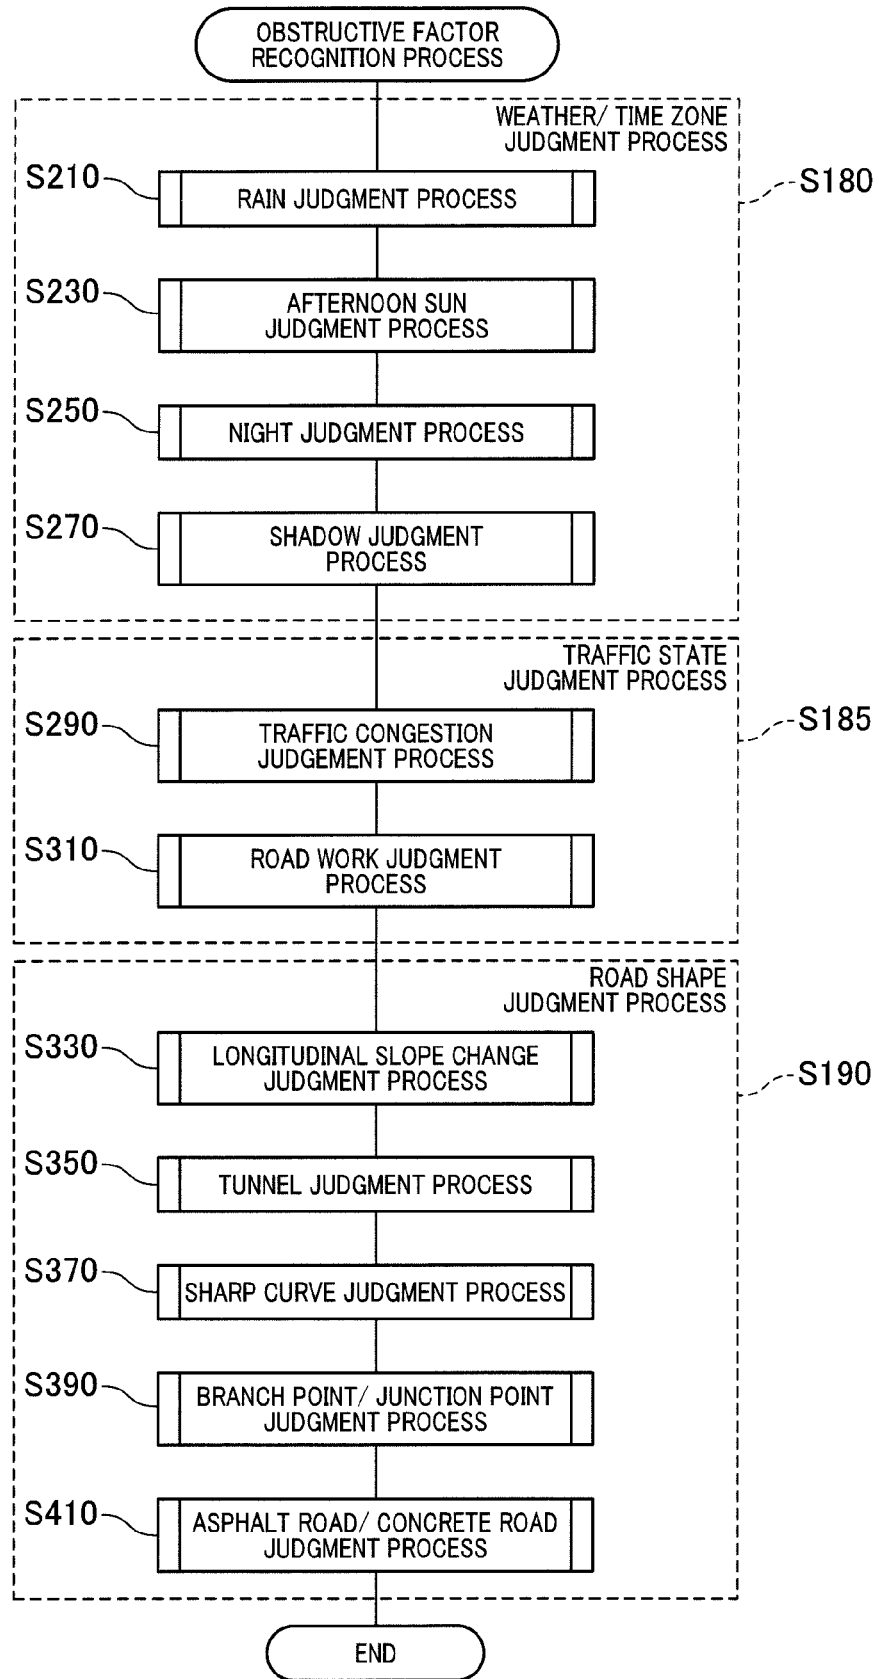 OBSTRUCTIVE FACTOR
RECOGNITION PROCESS
WEATHER/ TIME ZONE
JUDGMENT PROCESS
S180
S210
RAIN JUDGMENT PROCESS
S230
AFTERNOON SUN
JUDGMENT PROCESS
S250
NIGHT JUDGMENT PROCESS
S270
SHADOW JUDGMENT
PROCESS
TRAFFIC STATE
JUDGMENT PROCESS
S185
S290
TRAFFIC CONGESTION
JUDGEMENT PROCESS
S310
ROAD WORK JUDGMENT
PROCESS
ROAD SHAPE
JUDGMENT PROCESS
S190
S330
LONGITUDINAL SLOPE CHANGE
JUDGMENT PROCESS
S350
TUNNEL JUDGMENT PROCESS
S370
SHARP CURVE JUDGMENT PROCESS
S390
BRANCH POINT/ JUNCTION POINT
JUDGMENT PROCESS
S410
ASPHALT ROAD/ CONCRETE ROAD
JUDGMENT PROCESS
END